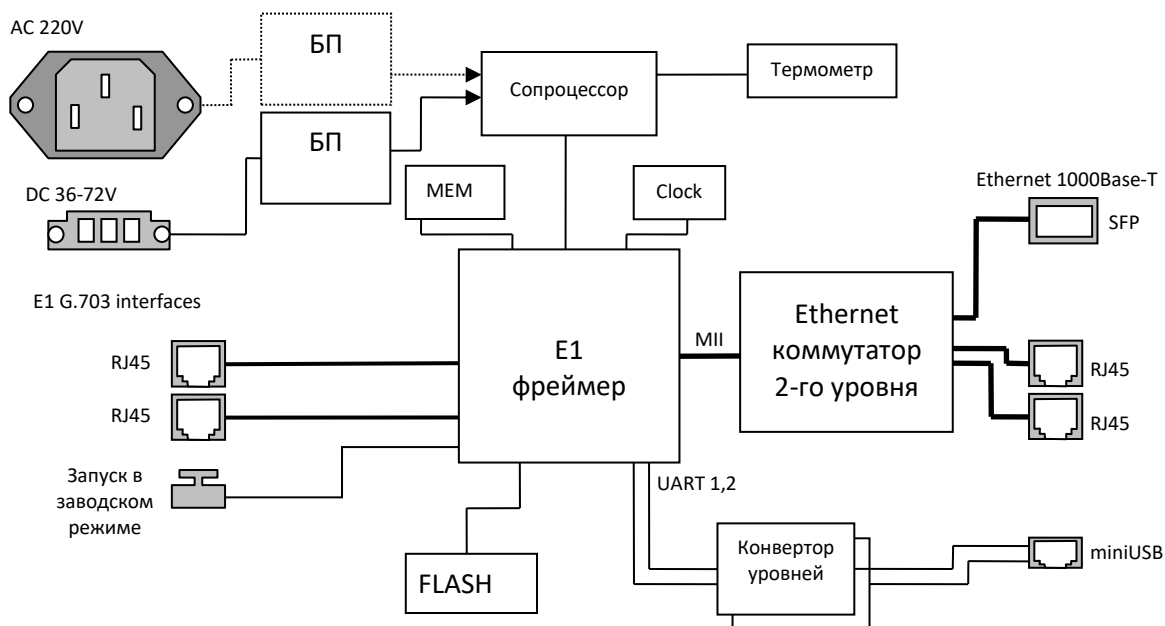 AC 220V
БП
Сопроцессор
Термометр
БП
DC 36-72V
MEM
Clock
Ethernet 1000Base-T
SFP
E1 G.703 interfaces
RJ45
RJ45
E1
фреймер
MII
Ethernet
коммутатор
2-го уровня
RJ45
RJ45
Запуск в
заводском
режиме
UART 1,2
FLASH
Конвертор
уровней
miniUSB